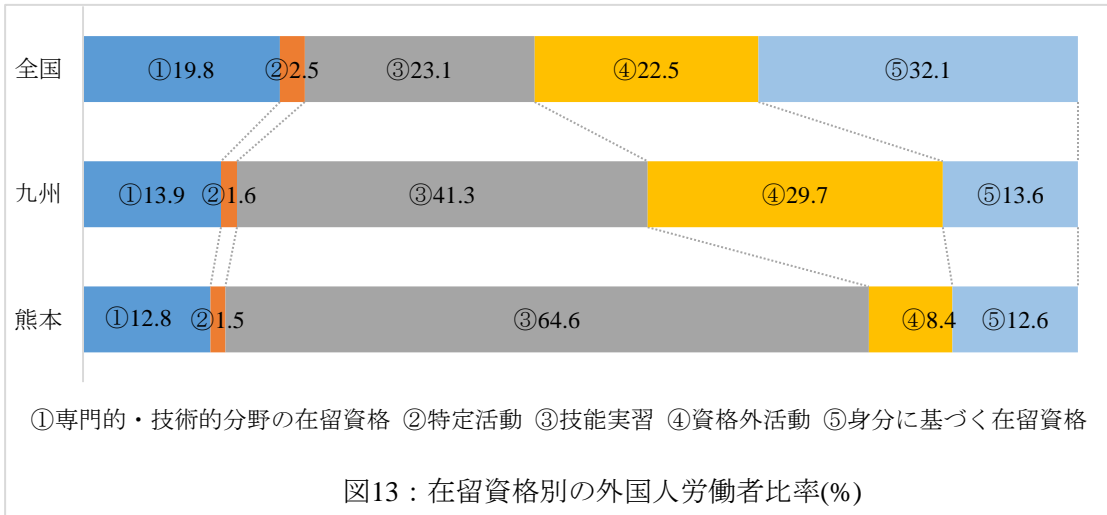 全国 ①19.8 ②2.5 ③23.1 ④22.5 ⑤32.1
九州 ①13.9 ②1.6 ③41.3 ④29.7 ⑤13.6
熊本 ①12.8 ②1.5 ③64.6 ④8.4 ⑤12.6
①専門的・技術的分野の在留資格 ②特定活動 ③技能実習 ④資格外活動 ⑤身分に基づく在留資格
図13：在留資格別の外国人労働者比率(%)